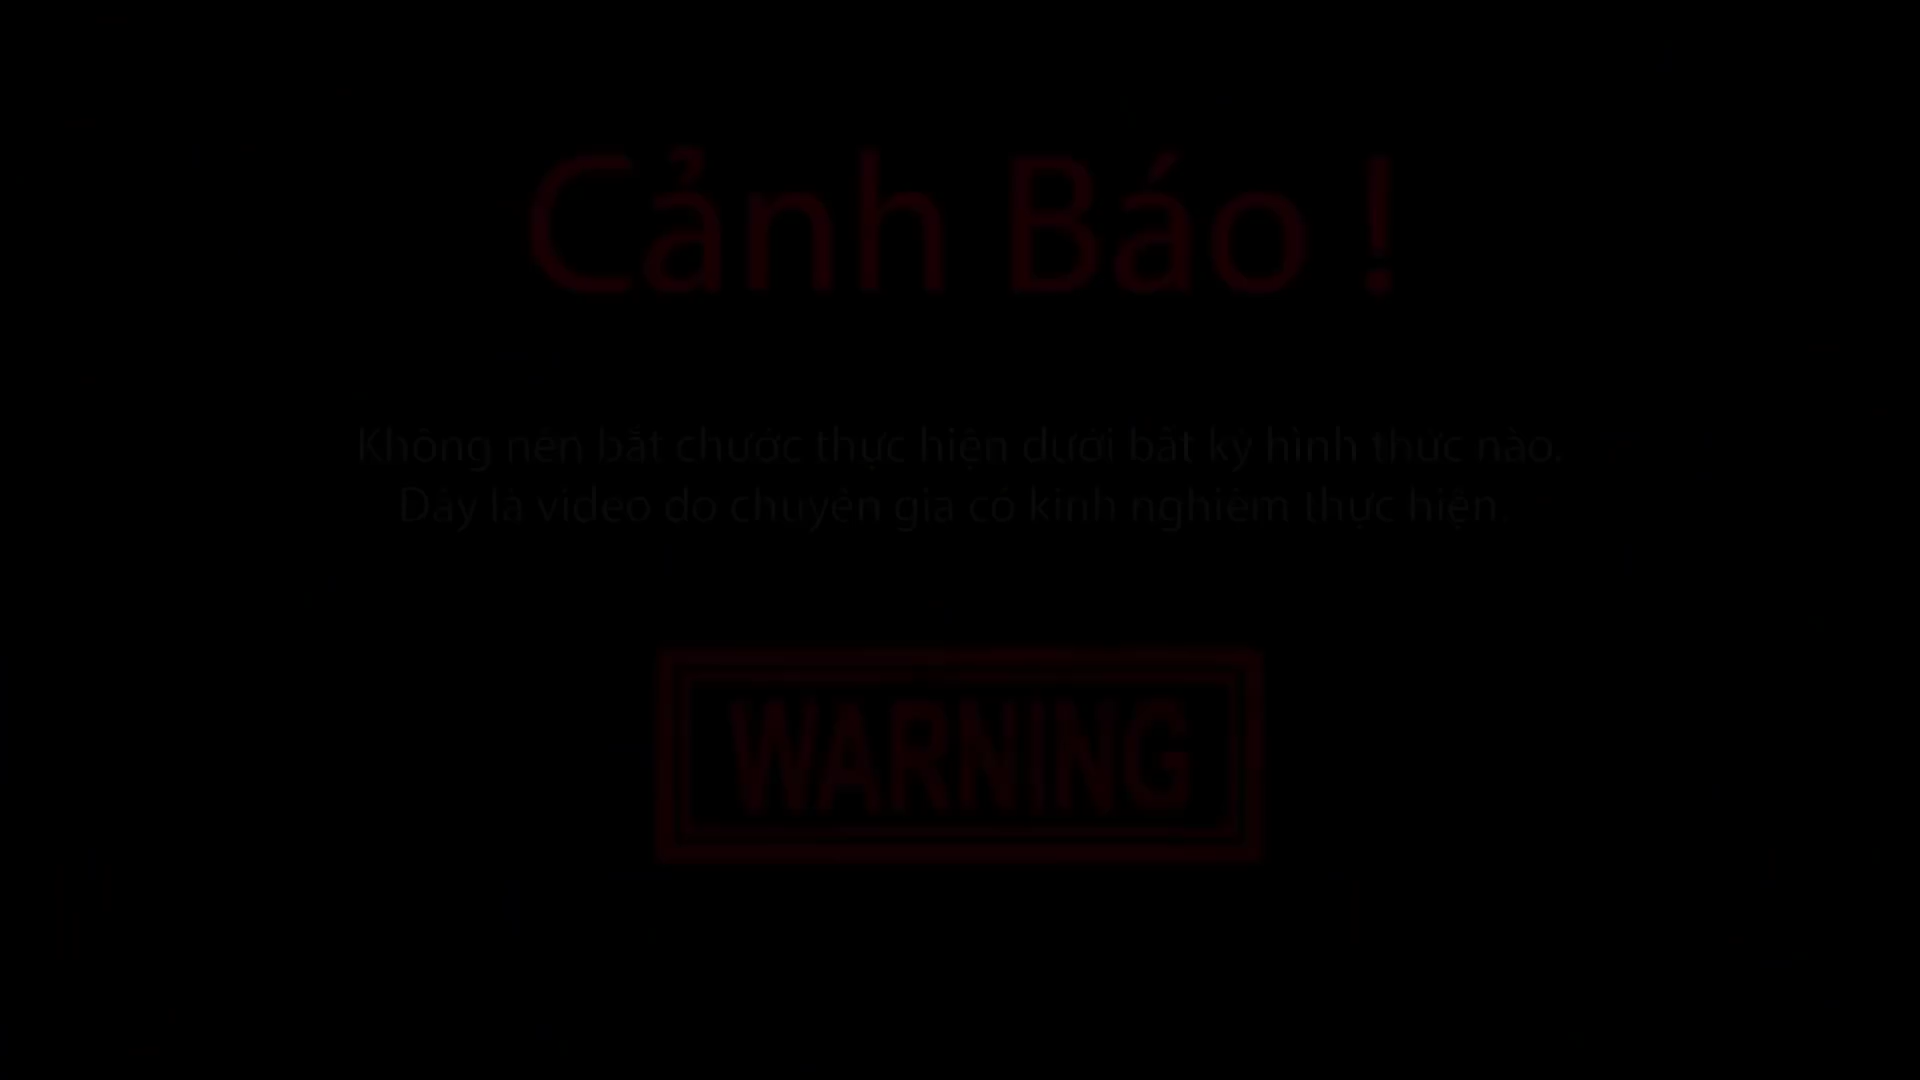 Cảnh Báo !
Không nên bắt chước thực hiện dưới bất kỳ hình thức nào.
Đây là video do chuyên gia có kinh nghiệm thực hiện.
WARNING